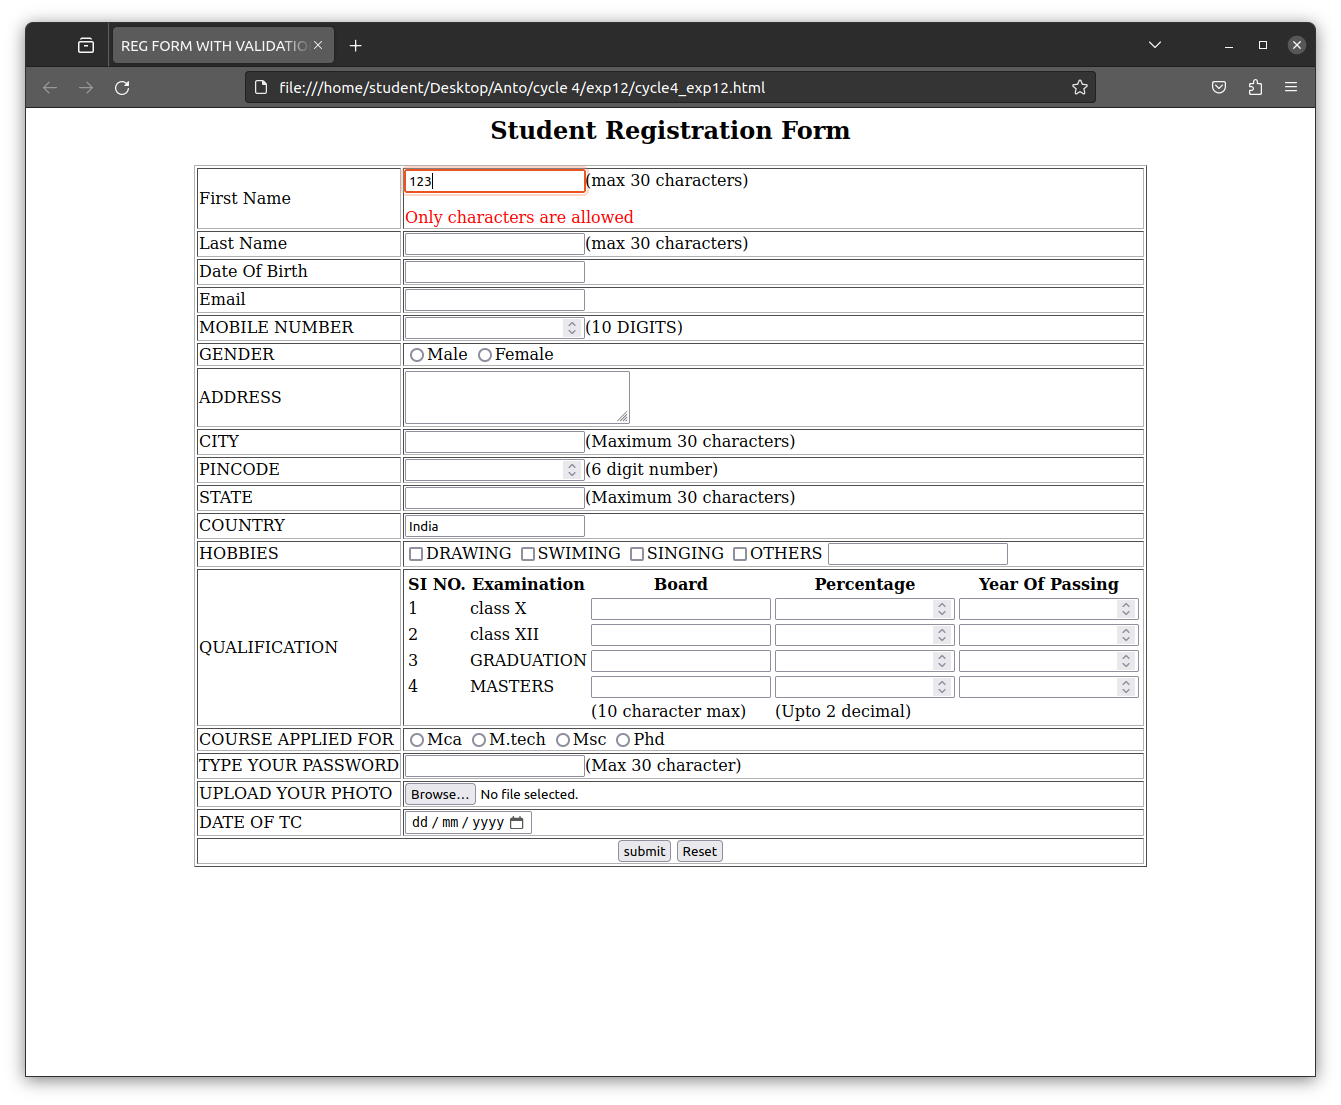 REG FORM WITH VALIDATIO
file:///home/student/Desktop/Anto/cycle 4/exp12/cycle4_exp12.html
Student Registration Form
First Name 123 (max 30 characters)
Only characters are allowed
Last Name (max 30 characters)
Date Of Birth
Email
MOBILE NUMBER (10 DIGITS)
GENDER Male Female
ADDRESS
CITY (Maximum 30 characters)
PINCODE (6 digit number)
STATE (Maximum 30 characters)
COUNTRY India
HOBBIES DRAWING SWIMING SINGING OTHERS
QUALIFICATION
SI NO. Examination Board Percentage Year Of Passing
1 class X
2 class XII
3 GRADUATION
4 MASTERS
(10 character max) (Upto 2 decimal)
COURSE APPLIED FOR Mca M.tech Msc Phd
TYPE YOUR PASSWORD (Max 30 character)
UPLOAD YOUR PHOTO Browse... No file selected.
DATE OF TC dd / mm / yyyy
submit Reset